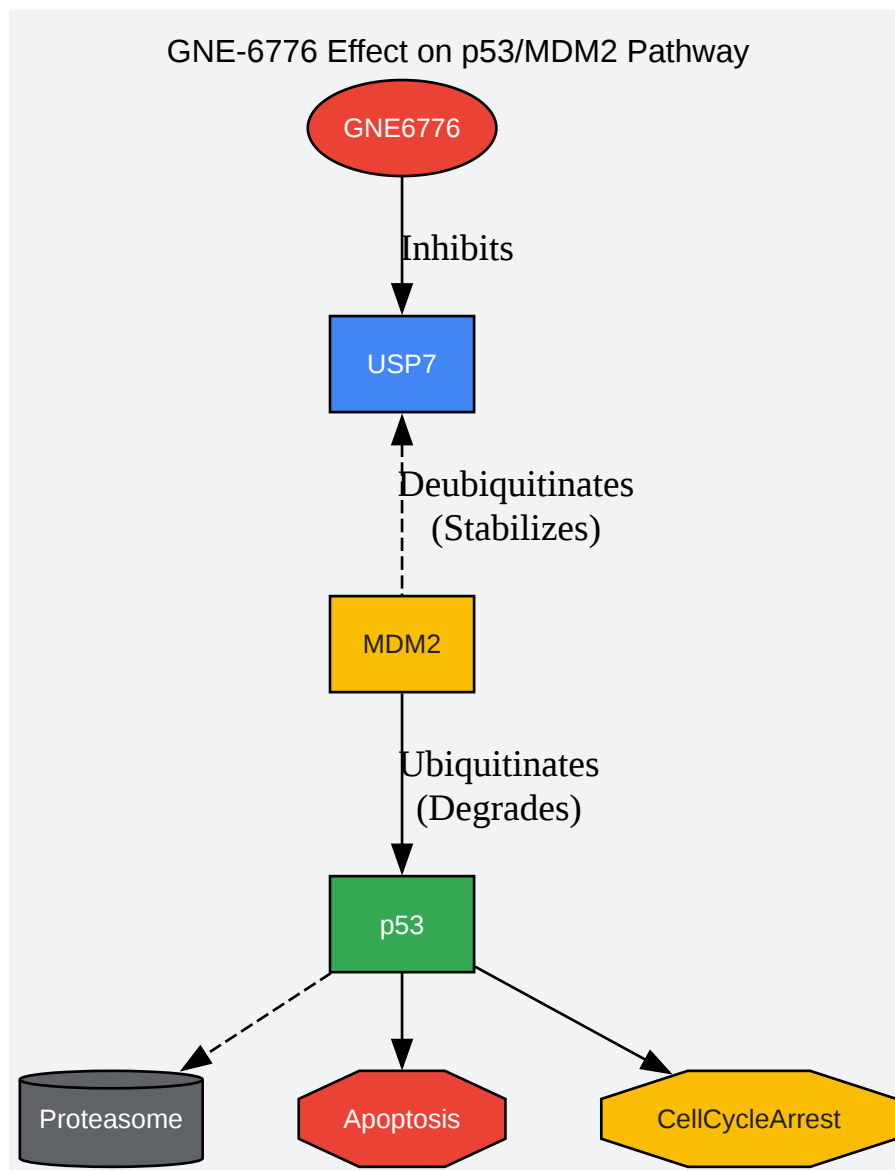 GNE-6776 Effect on p53/MDM2 Pathway
GNE6776
Inhibits
USP7
Deubiquitinates
(Stabilizes)
MDM2
Ubiquitinates
(Degrades)
p53
Proteasome
Apoptosis
CellCycleArrest